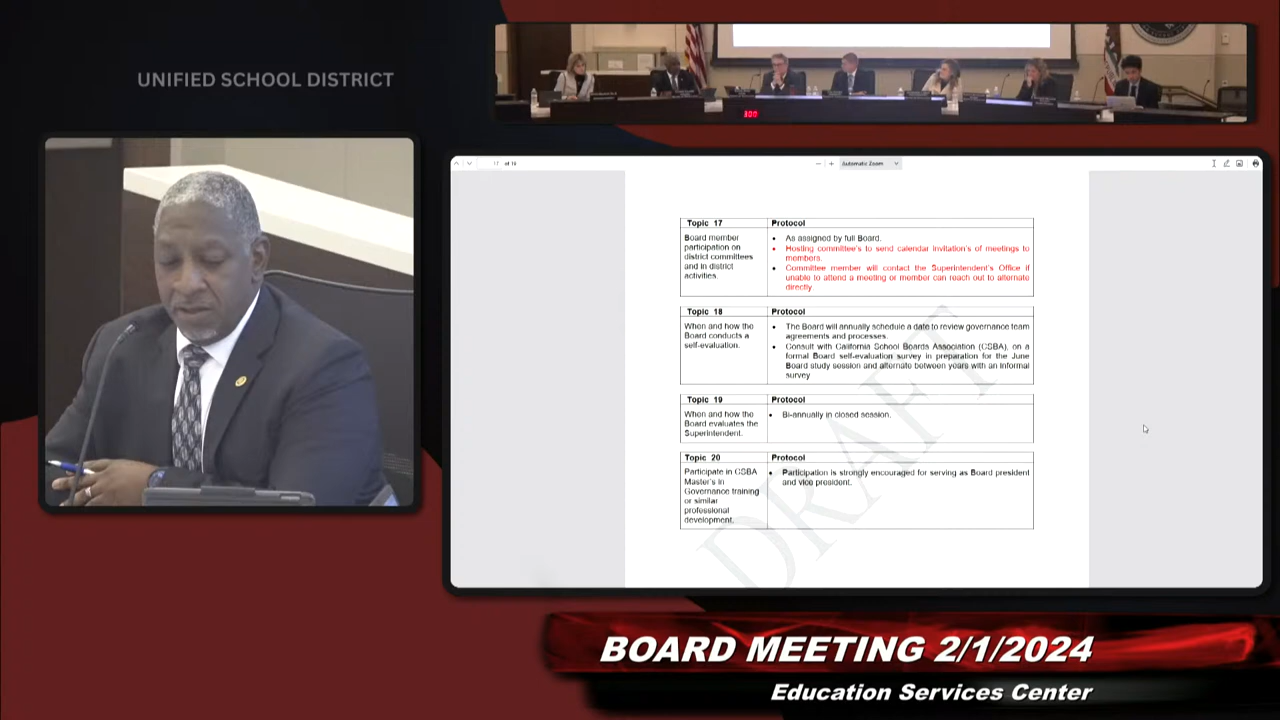 UNIFIED SCHOOL DISTRICT
17 of 18
Automatic Zoom
Topic 17
Protocol
Board member
participation on
district committees
and in district
activities.
• As assigned by full Board.
• Hosting committee's to send calendar invitation's of meetings to
members.
• Committee member will contact the Superintendent's Office if
unable to attend a meeting or member can reach out to alternate
directly
Topic 18
Protocol
When and how the
Board conducts a
self-evaluation.
• The Board will annually schedule a date to review governance team
agreements and processes.
• Consult with California School Boards Association (CSBA), on a
formal Board self-evaluation survey in preparation for the June
Board study session and alternate between years with an informal
survey
Topic 19
Protocol
When and how the
Board evaluates the
Superintendent.
• Bi-annually in closed session.
Topic 20
Protocol
Participate in CSBA
Master's in
Governance training
or similar
professional
development.
• Participation is strongly encouraged for serving as Board president
and vice president.
DRAFT
BOARD MEETING 2/1/2024
Education Services Center